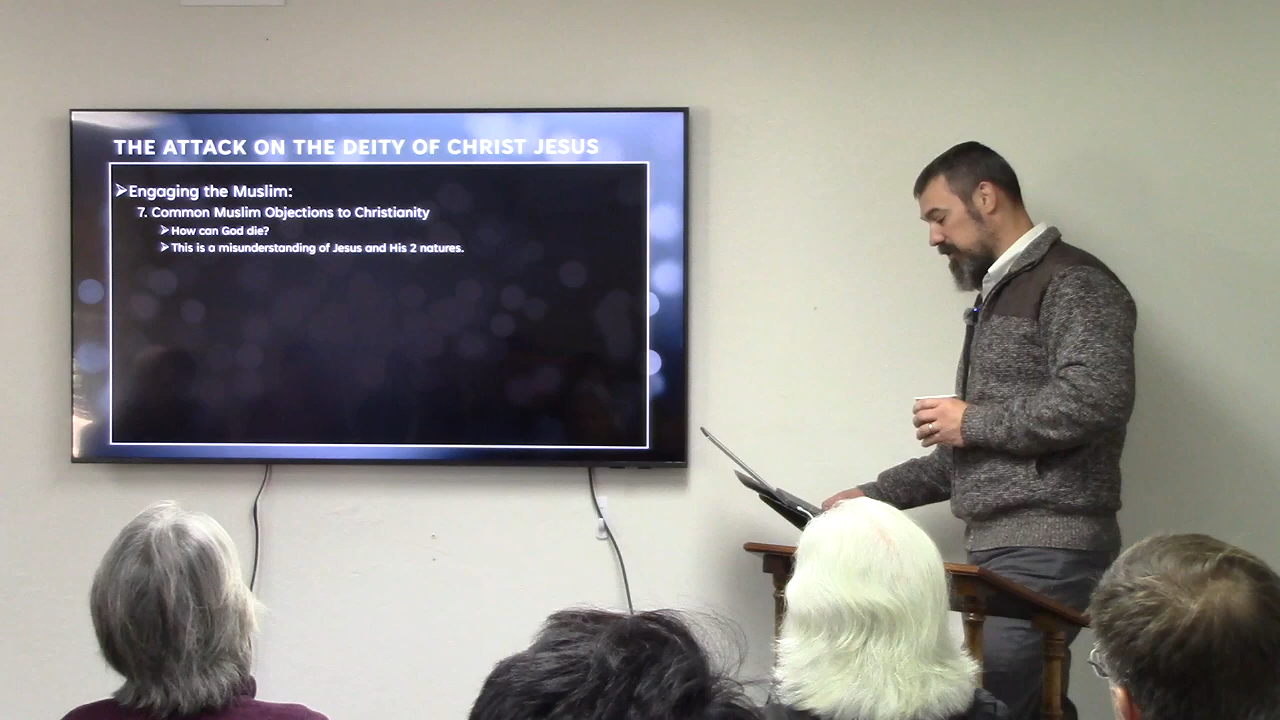 THE ATTACK ON THE DEITY OF CHRIST JESUS
➢Engaging the Muslim:
7. Common Muslim Objections to Christianity
➢How can God die?
➢This is a misunderstanding of Jesus and His 2 natures.